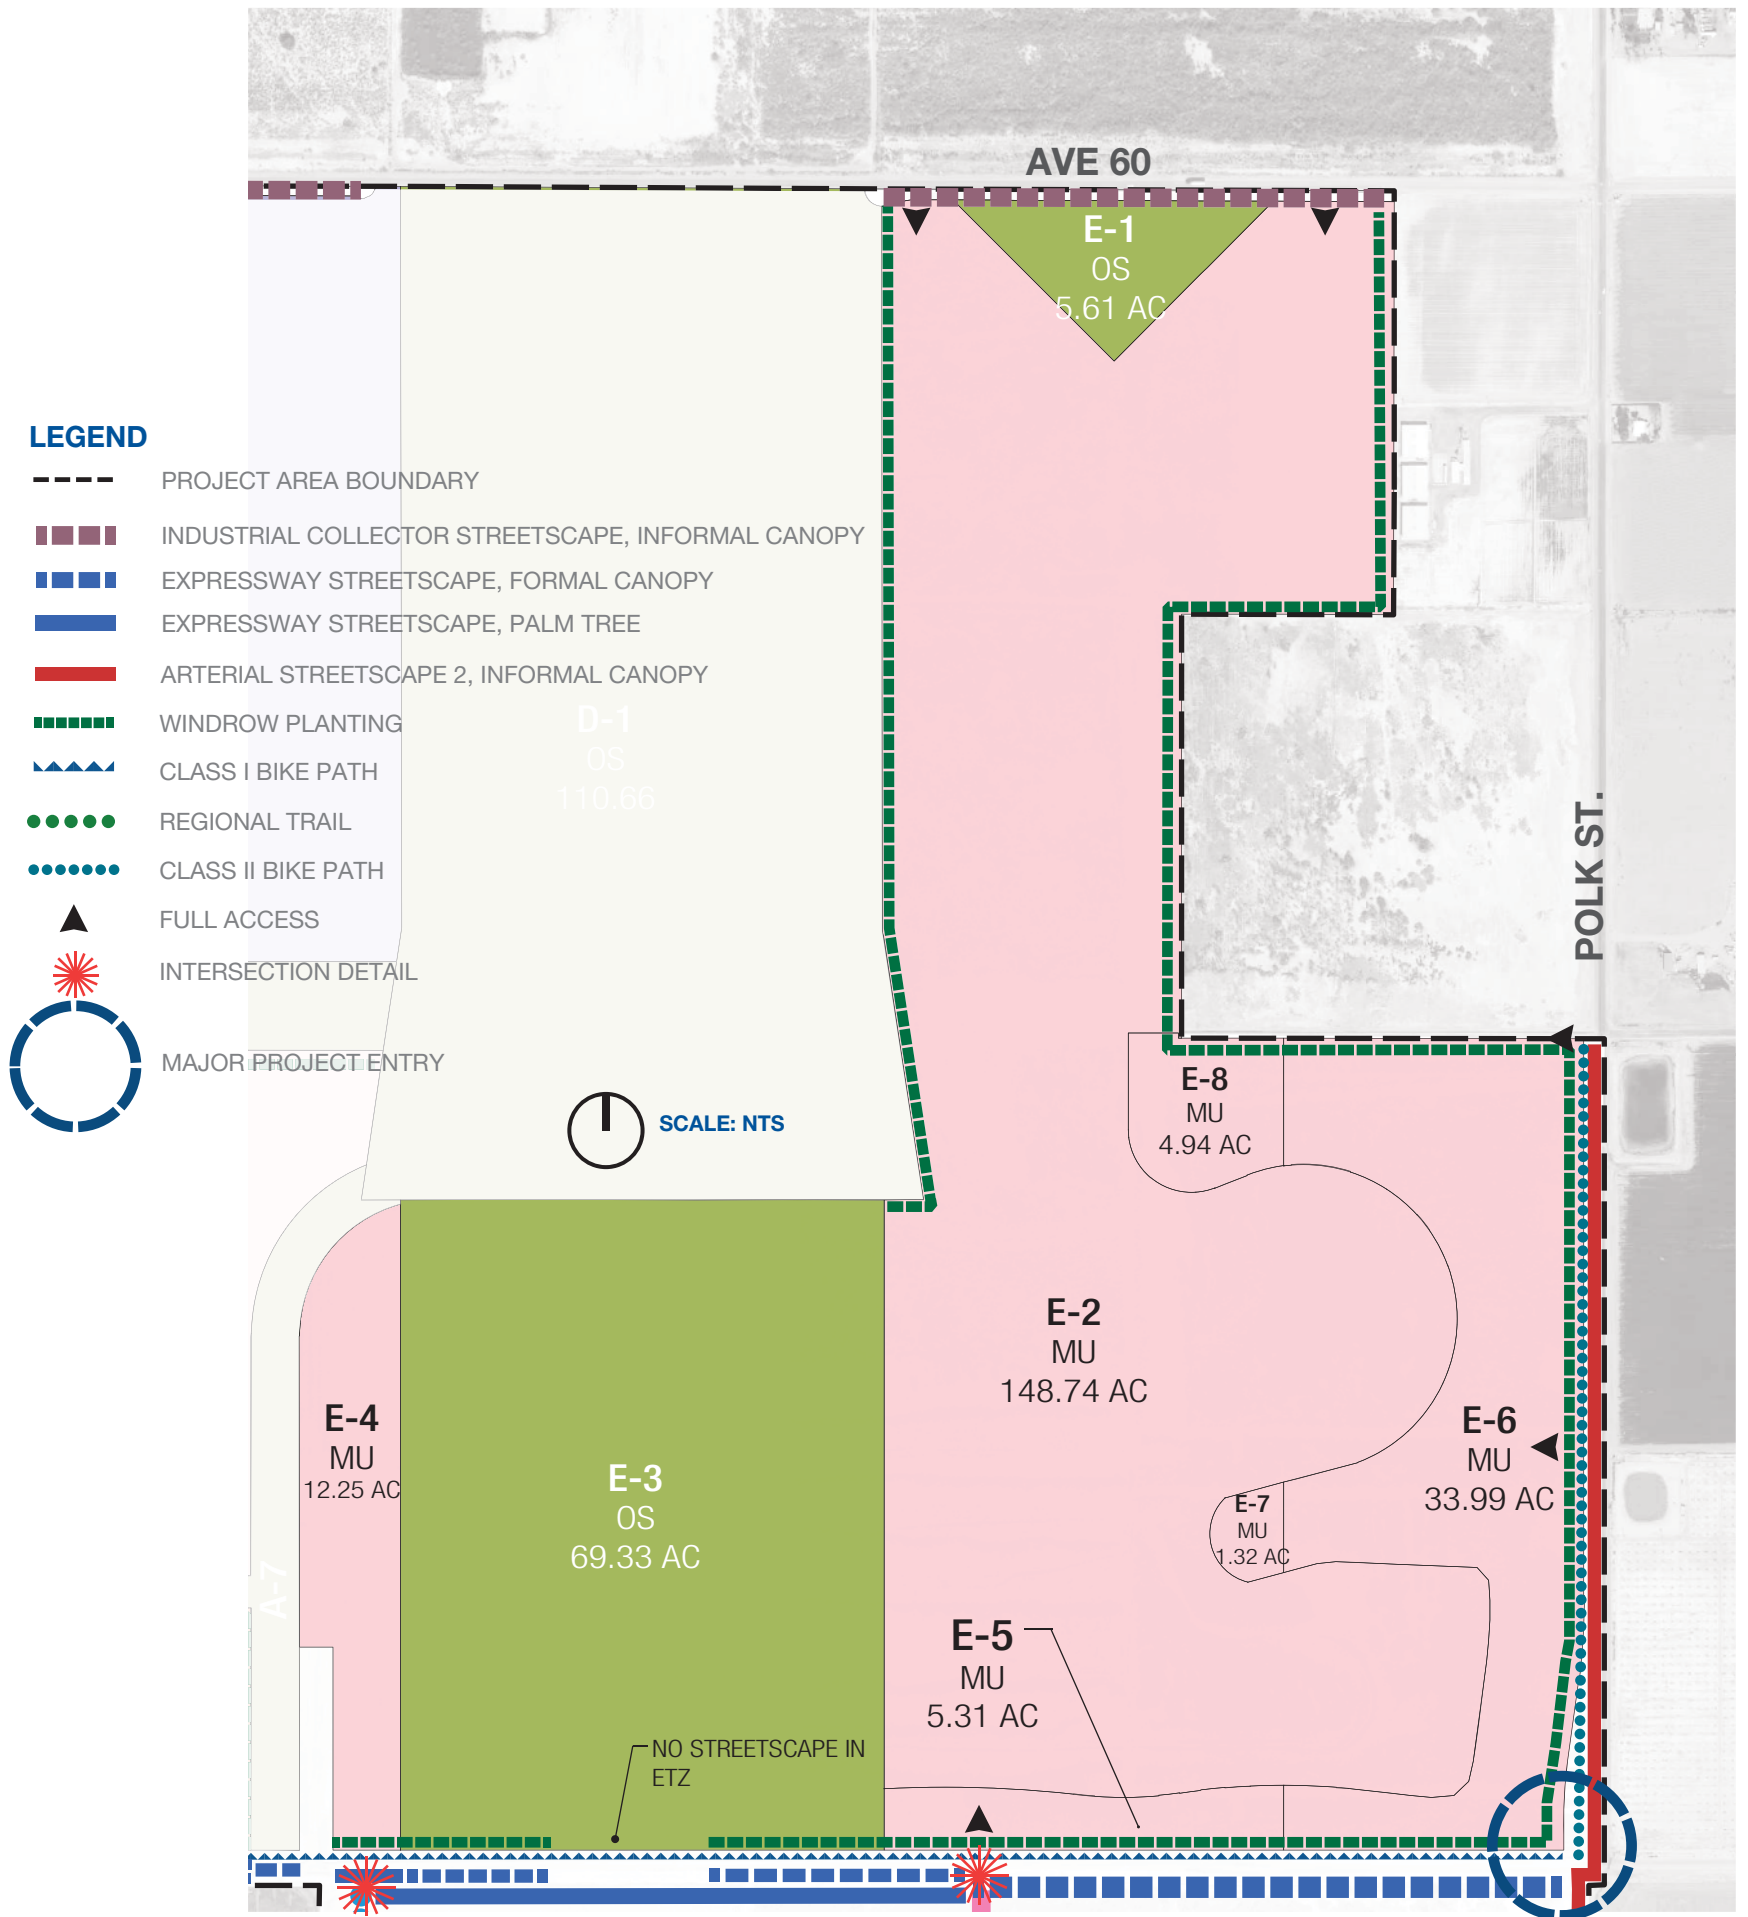 AVE 60
E-1
OS
5.61 AC
LEGEND
PROJECT AREA BOUNDARY
INDUSTRIAL COLLECTOR STREETSCAPE, INFORMAL CANOPY
EXPRESSWAY STREETSCAPE, FORMAL CANOPY
EXPRESSWAY STREETSCAPE, PALM TREE
ARTERIAL STREETSCAPE 2, INFORMAL CANOPY
WINDROW PLANTING
CLASS I BIKE PATH
REGIONAL TRAIL
CLASS II BIKE PATH
FULL ACCESS
INTERSECTION DETAIL
MAJOR PROJECT ENTRY
D-1
OS
110.66
POLK ST.
SCALE: NTS
E-8
MU
4.94 AC
E-2
MU
148.74 AC
E-4
MU
12.25 AC
E-3
OS
69.33 AC
E-6
MU
33.99 AC
E-7
MU
1.32 AC
A-7
E-5
MU
5.31 AC
NO STREETSCAPE IN
ETZ